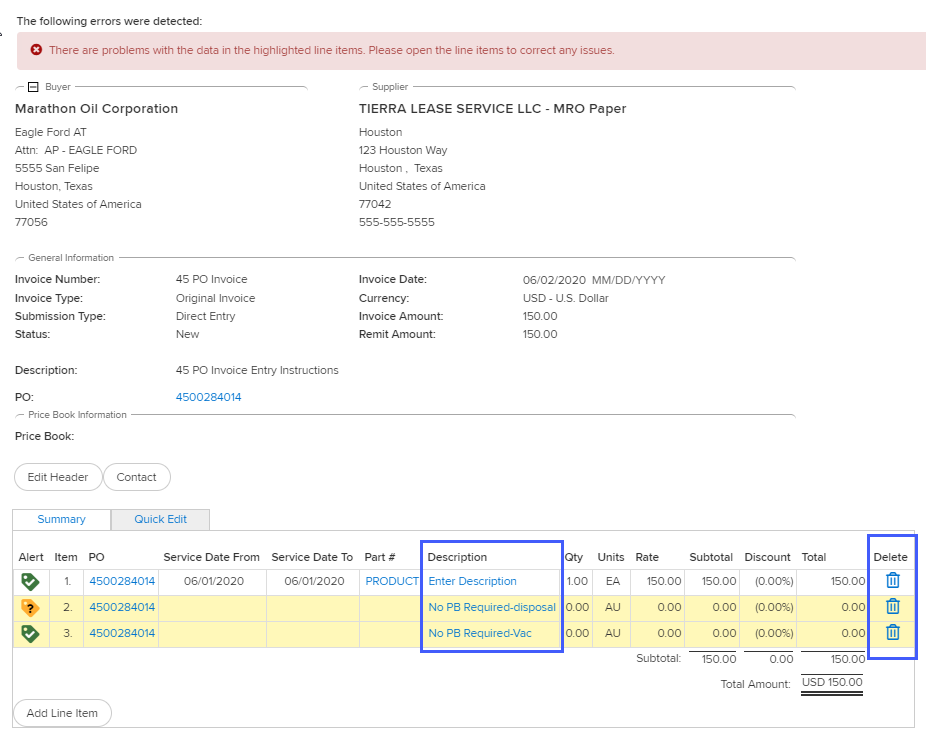 The following errors were detected:
There are problems with the data in the highlighted line items. Please open the line items to correct any issues.
Buyer
Marathon Oil Corporation
Eagle Ford AT
Attn: AP - EAGLE FORD
5555 San Felipe
Houston, Texas
United States of America
77056
Supplier
TIERRA LEASE SERVICE LLC - MRO Paper
Houston
123 Houston Way
Houston , Texas
United States of America
77042
555-555-5555
General Information
Invoice Number: 45 PO Invoice Invoice Date: 06/02/2020 MM/DD/YYYY
Invoice Type: Original Invoice Currency: USD - U.S. Dollar
Submission Type: Direct Entry Invoice Amount: 150.00
Status: New Remit Amount: 150.00
Description: 45 PO Invoice Entry Instructions
PO: 4500284014
Price Book Information
Price Book:
Edit Header Contact
Summary Quick Edit
Alert Item PO Service Date From Service Date To Part # Description Qty Units Rate Subtotal Discount Total Delete
1. 4500284014 06/01/2020 06/01/2020 PRODUCT Enter Description 1.00 EA 150.00 150.00 (0.00%) 150.00
? 2. 4500284014 No PB Required-disposal 0.00 AU 0.00 0.00 (0.00%) 0.00
3. 4500284014 No PB Required-Vac 0.00 AU 0.00 0.00 (0.00%) 0.00
Subtotal: 150.00 0.00 150.00
Total Amount: USD 150.00
Add Line Item